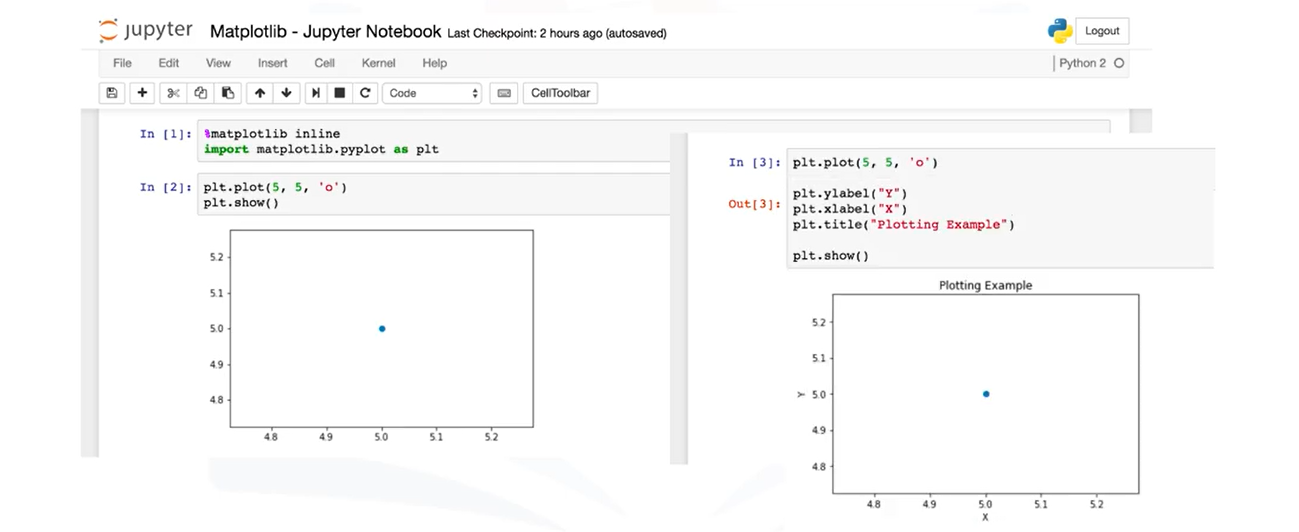 jupyter Matplotlib - Jupyter Notebook Last Checkpoint: 2 hours ago (autosaved) Logout
File Edit View Insert Cell Kernel Help Python 2
Code CellToolbar
In [1]: %matplotlib inline
import matplotlib.pyplot as plt
In [2]: plt.plot(5, 5, 'o')
plt.show()
5.2
5.1
5.0
4.9
4.8
4.8 4.9 5.0 5.1 5.2
In [3]: plt.plot(5, 5, 'o')
plt.ylabel("Y")
Out[3]: plt.xlabel("X")
plt.title("Plotting Example")
plt.show()
Plotting Example
5.2
5.1
Y 5.0
4.9
4.8
4.8 4.9 5.0 5.1 5.2
X